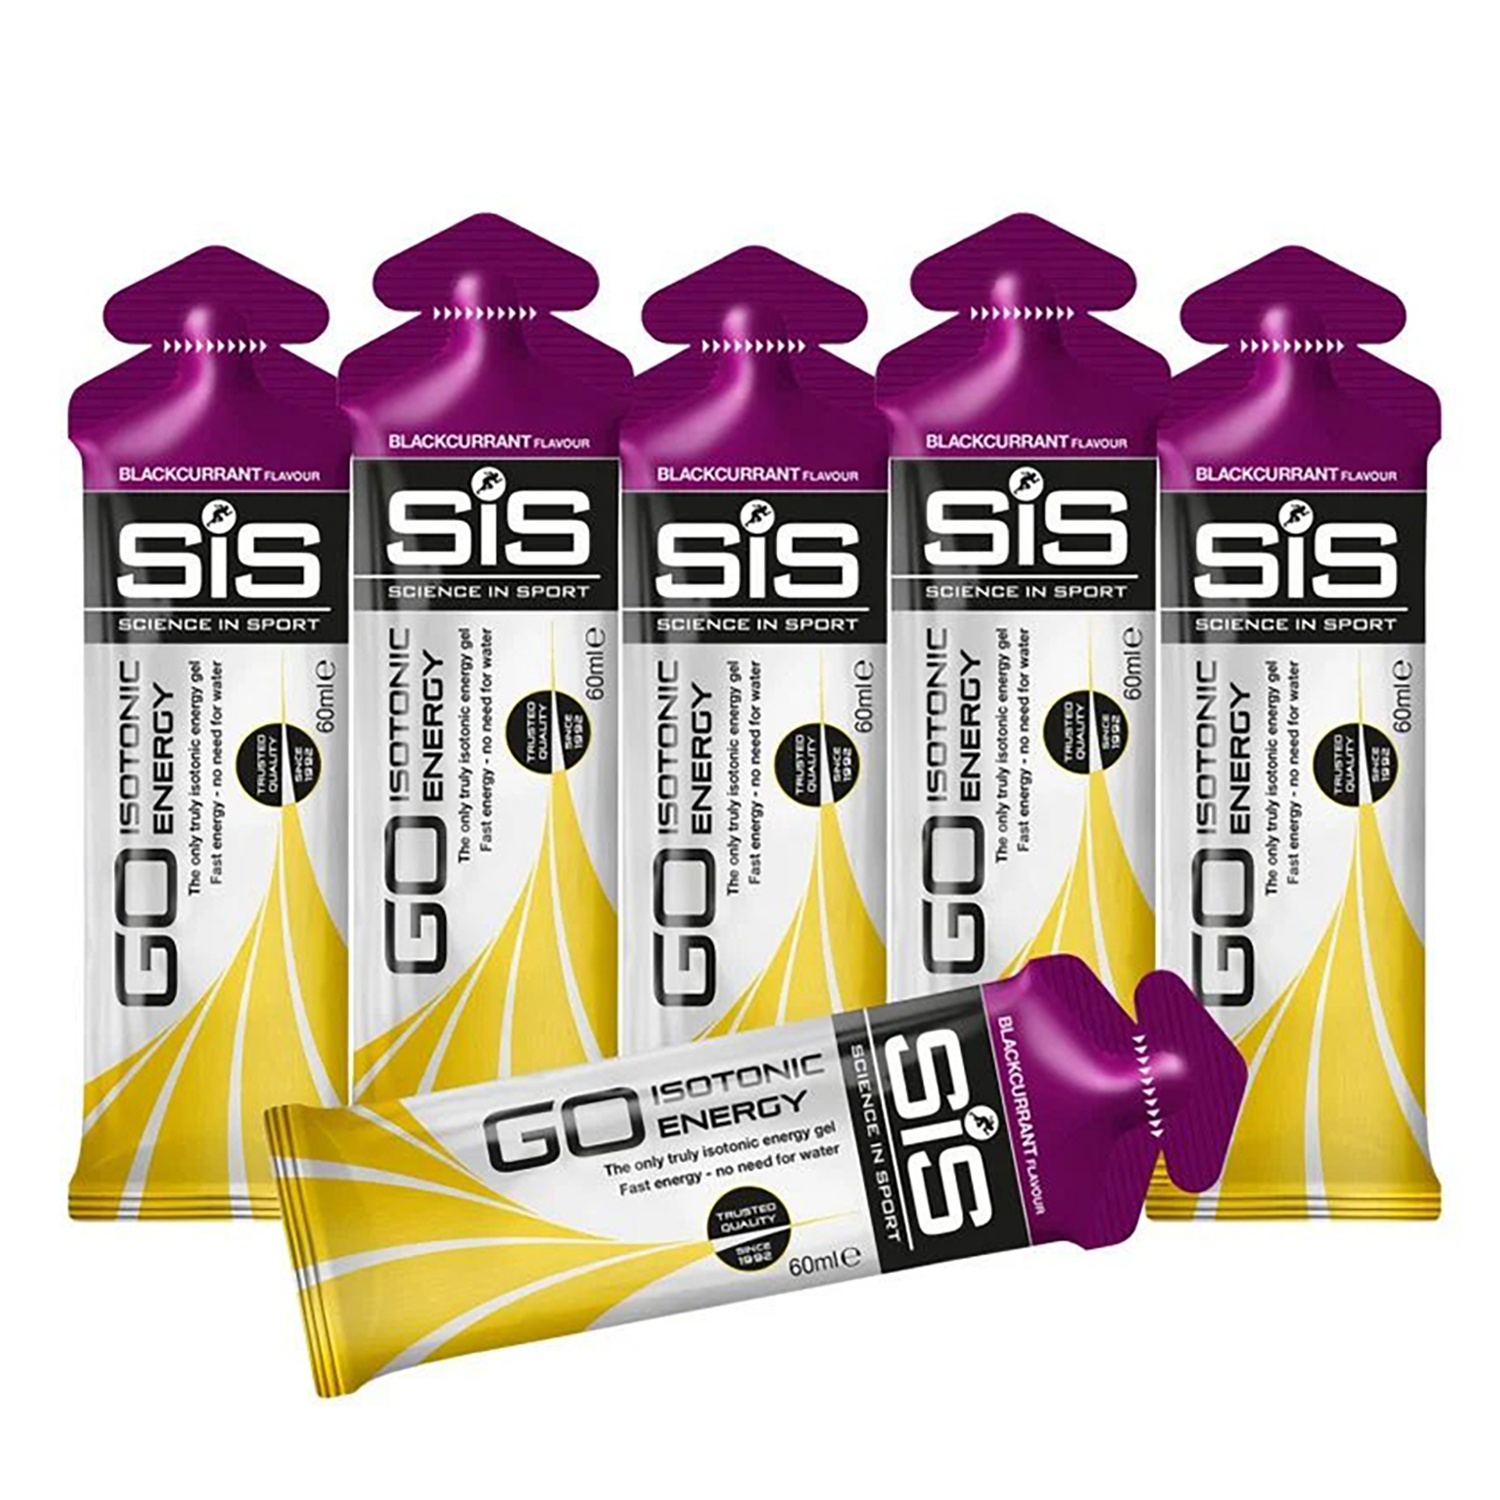 BLACKCURRANT FLAVOUR
SiS
SCIENCE IN SPORT
GO ISOTONIC
ENERGY
The only truly isotonic energy gel
Fast energy - no need for water
TRUSTED
QUALITY
SINCE
1992
60ml℮
BLACKCURRANT FLAVOUR
SiS
SCIENCE IN SPORT
GO ISOTONIC
ENERGY
The only truly isotonic energy gel
Fast energy - no need for water
TRUSTED
QUALITY
SINCE
1992
60ml℮
BLACKCURRANT FLAVOUR
SiS
SCIENCE IN SPORT
GO ISOTONIC
ENERGY
The only truly isotonic energy gel
Fast energy - no need for water
TRUSTED
QUALITY
SINCE
1992
60ml℮
BLACKCURRANT FLAVOUR
SiS
SCIENCE IN SPORT
GO ISOTONIC
ENERGY
The only truly isotonic energy gel
Fast energy - no need for water
TRUSTED
QUALITY
SINCE
1992
60ml℮
BLACKCURRANT FLAVOUR
SiS
SCIENCE IN SPORT
GO ISOTONIC
ENERGY
The only truly isotonic energy gel
Fast energy - no need for water
TRUSTED
QUALITY
SINCE
1992
60ml℮
BLACKCURRANT FLAVOUR
SiS
SCIENCE IN SPORT
GO ISOTONIC
ENERGY
The only truly isotonic energy gel
Fast energy - no need for water
TRUSTED
QUALITY
SINCE
1992
60ml℮